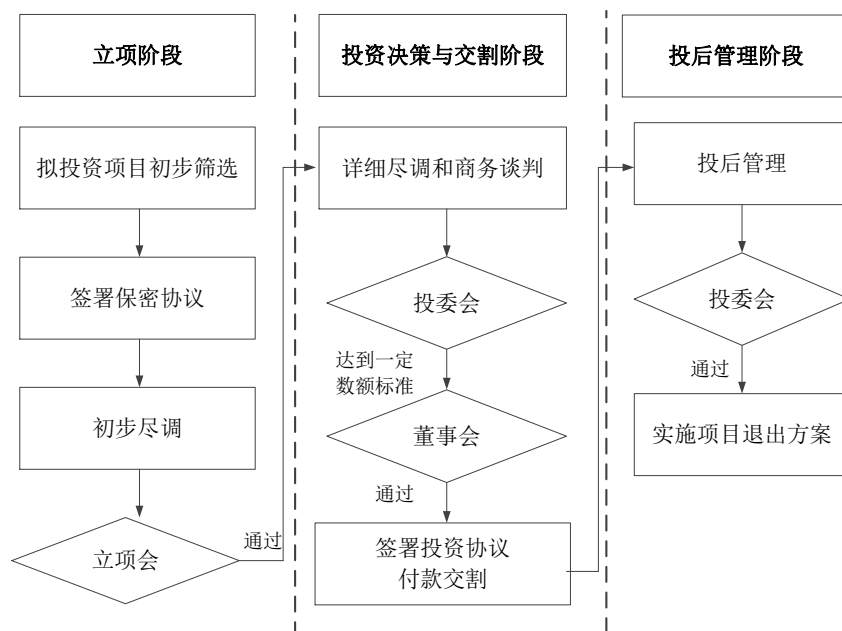 立项阶段
拟投资项目初步筛选
签署保密协议
初步尽调
立项会
通过
投资决策与交割阶段
详细尽调和商务谈判
投委会
达到一定
数额标准
董事会
通过
签署投资协议
付款交割
投后管理阶段
投后管理
投委会
通过
实施项目退出方案